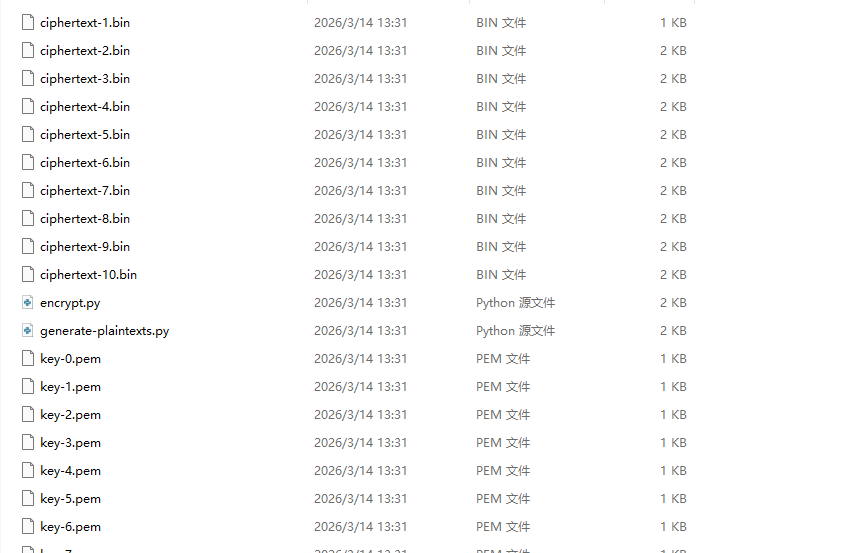 ciphertext-1.bin 2026/3/14 13:31 BIN 文件 1 KB
ciphertext-2.bin 2026/3/14 13:31 BIN 文件 2 KB
ciphertext-3.bin 2026/3/14 13:31 BIN 文件 2 KB
ciphertext-4.bin 2026/3/14 13:31 BIN 文件 2 KB
ciphertext-5.bin 2026/3/14 13:31 BIN 文件 2 KB
ciphertext-6.bin 2026/3/14 13:31 BIN 文件 2 KB
ciphertext-7.bin 2026/3/14 13:31 BIN 文件 2 KB
ciphertext-8.bin 2026/3/14 13:31 BIN 文件 2 KB
ciphertext-9.bin 2026/3/14 13:31 BIN 文件 2 KB
ciphertext-10.bin 2026/3/14 13:31 BIN 文件 2 KB
encrypt.py 2026/3/14 13:31 Python 源文件 2 KB
generate-plaintexts.py 2026/3/14 13:31 Python 源文件 2 KB
key-0.pem 2026/3/14 13:31 PEM 文件 1 KB
key-1.pem 2026/3/14 13:31 PEM 文件 1 KB
key-2.pem 2026/3/14 13:31 PEM 文件 1 KB
key-3.pem 2026/3/14 13:31 PEM 文件 1 KB
key-4.pem 2026/3/14 13:31 PEM 文件 1 KB
key-5.pem 2026/3/14 13:31 PEM 文件 1 KB
key-6.pem 2026/3/14 13:31 PEM 文件 1 KB